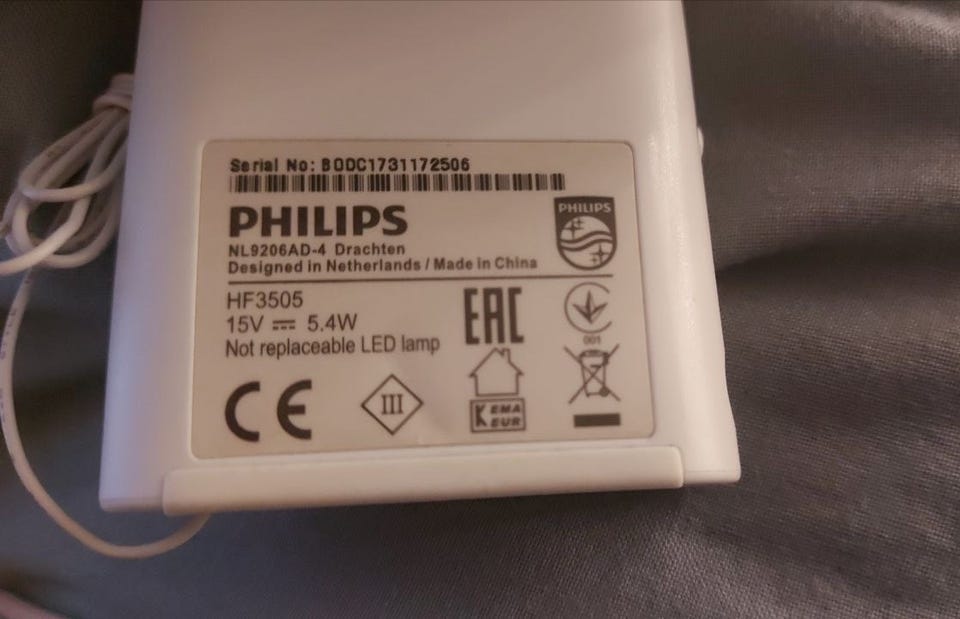 Serial No: BODC1731172506
PHILIPS
PHILIPS
NL9206AD-4 Drachten
Designed in Netherlands / Made in China
HF3505
15V 5.4W
Not replaceable LED lamp
EAC
001
CE
III
KEMA
EUR